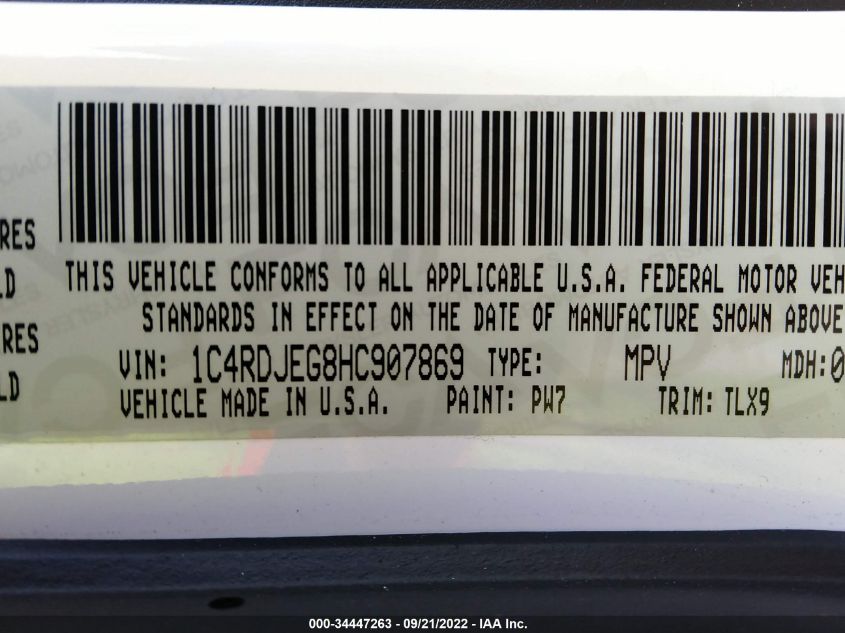 RES
LD
RES
LD
THIS VEHICLE CONFORMS TO ALL APPLICABLE U.S.A. FEDERAL MOTOR VEH
STANDARDS IN EFFECT ON THE DATE OF MANUFACTURE SHOWN ABOVE
VIN: 1C4RDJEG8HC907869 TYPE: MPV MDH:0
VEHICLE MADE IN U.S.A. PAINT: PW7 TRIM: TLX9
000-34447263 - 09/21/2022 - IAA Inc.